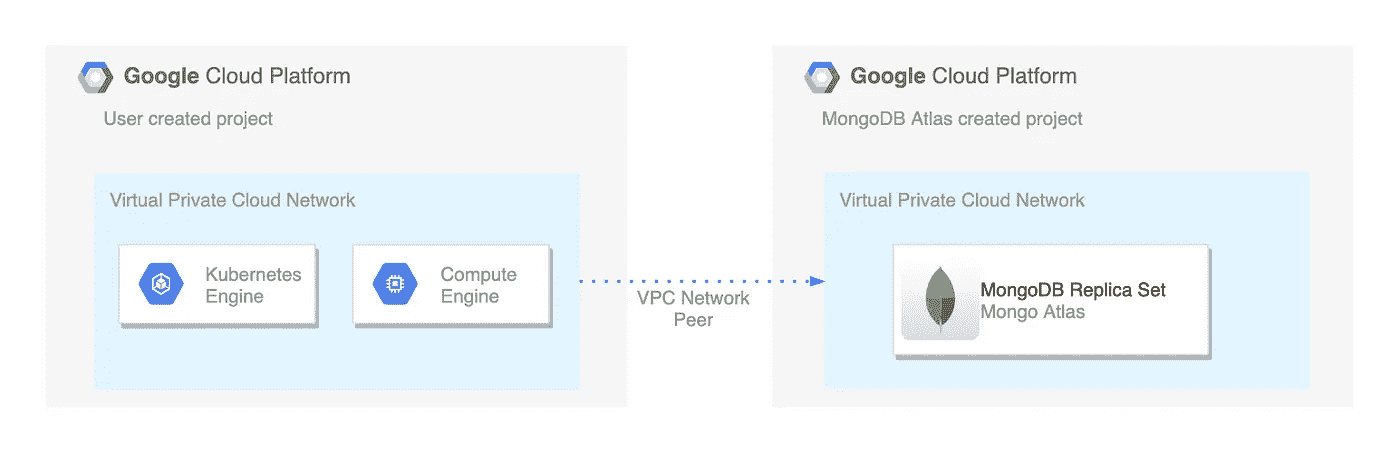 Google Cloud Platform
User created project
Virtual Private Cloud Network
Kubernetes
Engine
Compute
Engine
VPC Network
Peer
Google Cloud Platform
MongoDB Atlas created project
Virtual Private Cloud Network
MongoDB Replica Set
Mongo Atlas